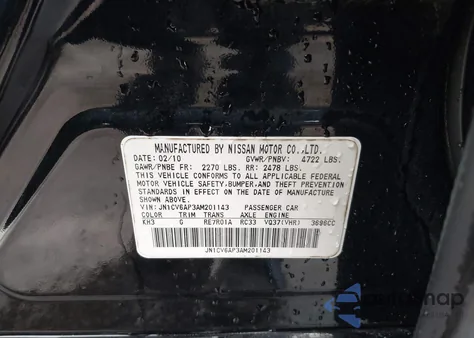 MANUFACTURED BY NISSAN MOTOR CO.,LTD.
DATE: 02/10 GVWR/PNBV: 4722 LBS.
GAWR/PNBE FR: 2270 LBS. RR: 2478 LBS.
THIS VEHICLE CONFORMS TO ALL APPLICABLE FEDERAL
MOTOR VEHICLE SAFETY,BUMPER,AND THEFT PREVENTION
STANDARDS IN EFFECT ON THE DATE OF MANUFACTURE
SHOWN ABOVE.
VIN: JN1CV6AP3AM201143 PASSENGER CAR
COLOR TRIM TRANS AXLE ENGINE
KH3 G RE7R01A RC33 VQ37(VHR) 3696CC
JN1CV6AP3AM201143